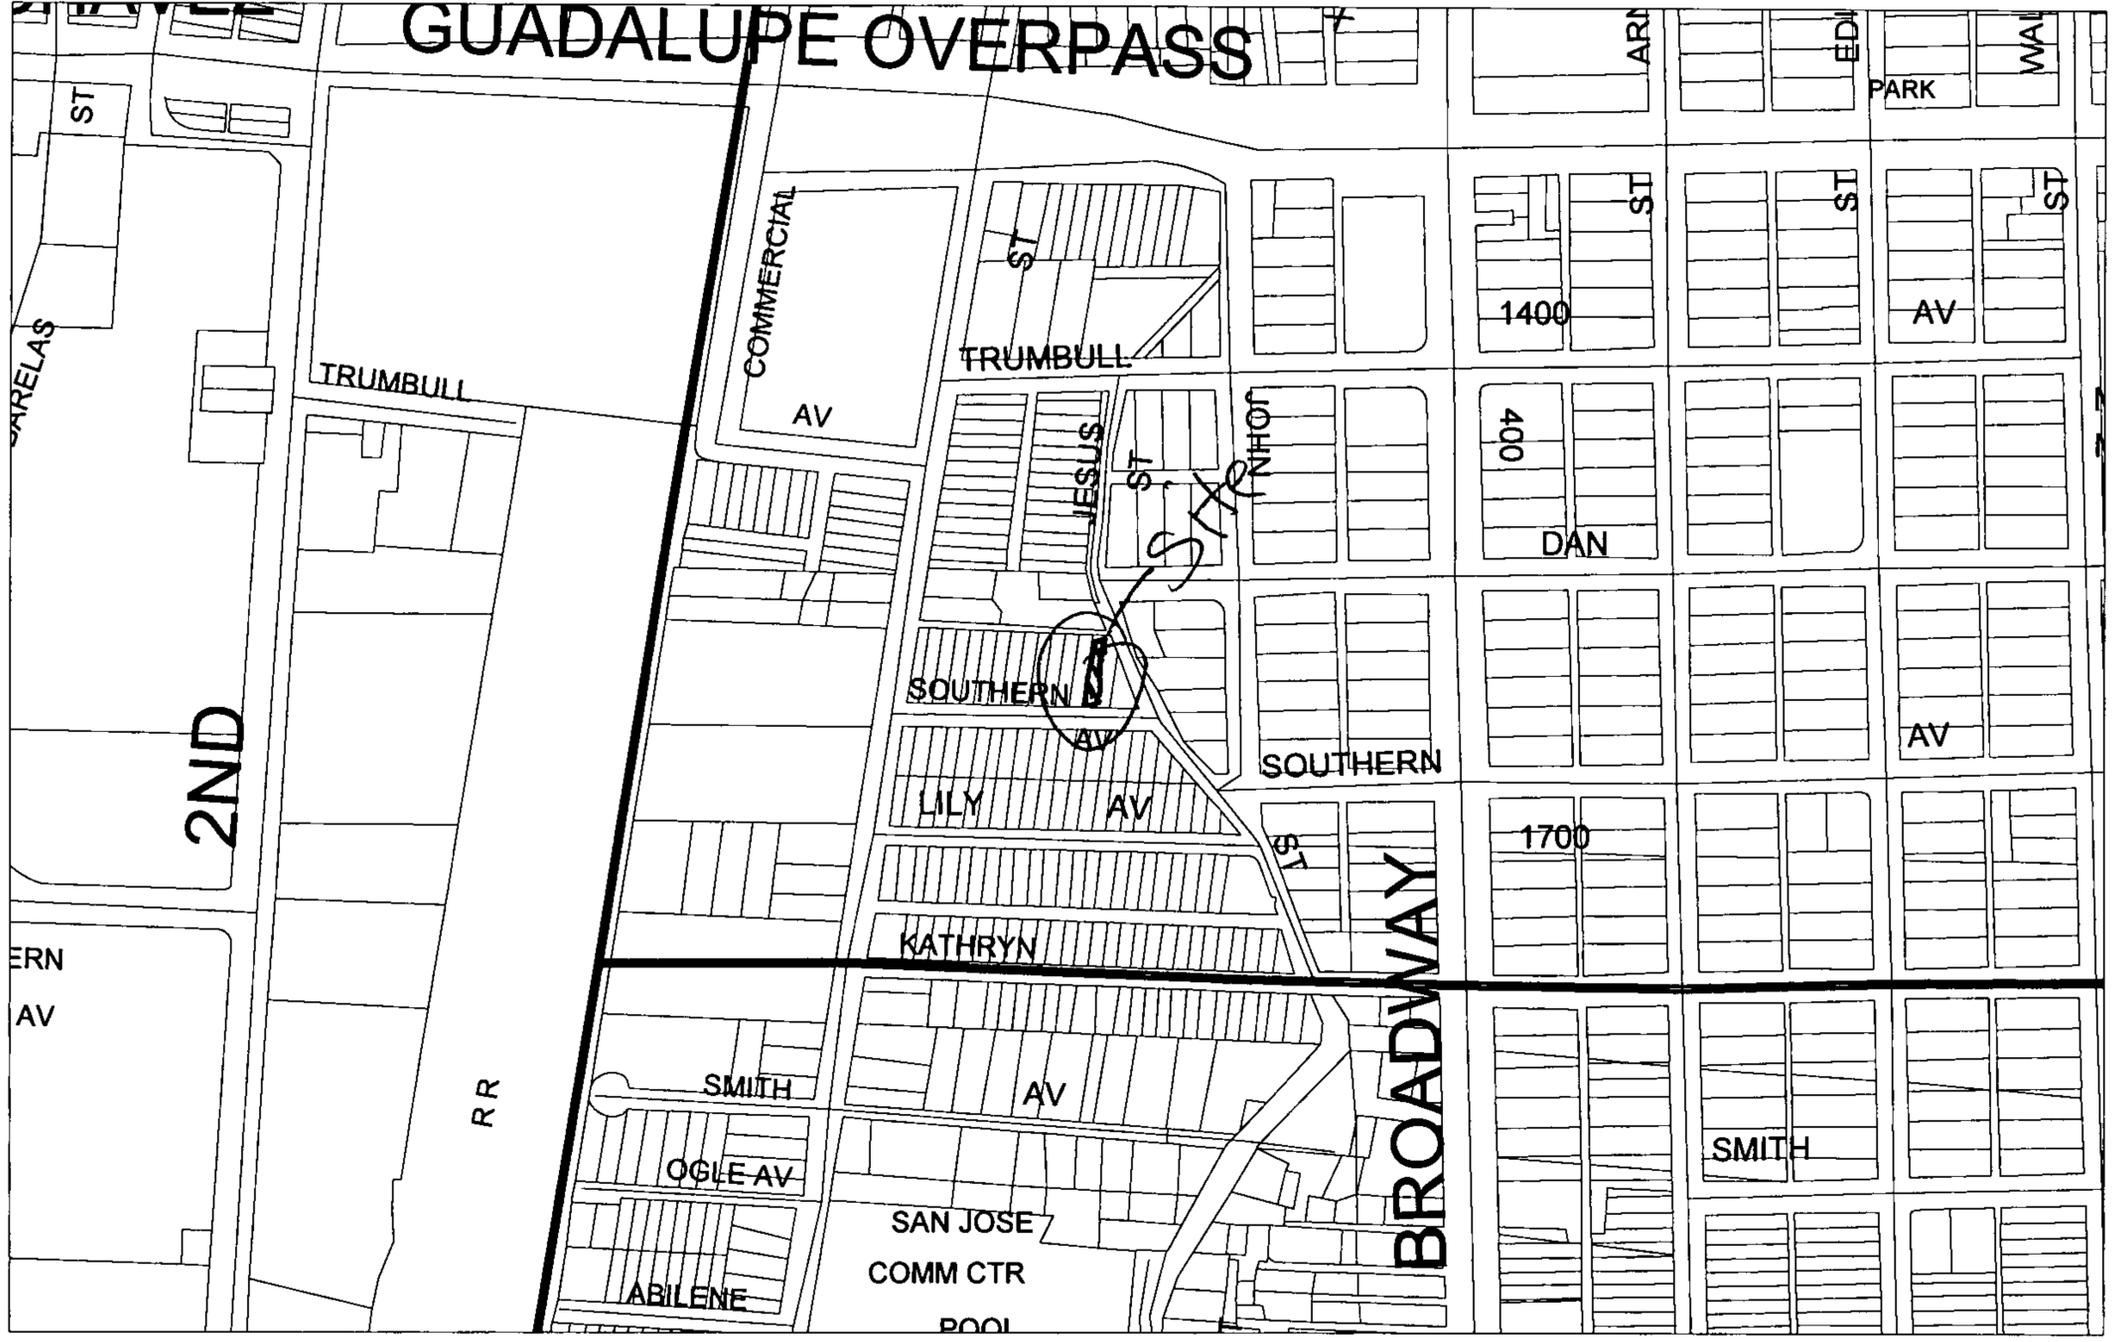 GUADALUPE OVERPASS
ST
PARK
COMMERCIAL
ST
ST
ST
ST
1400
AV
TRUMBULL
TRUMBULL
AV
JESUS
ST
JOHN
400
Site
DAN
SOUTHERN
AV
2ND
SOUTHERN
AV
LILY
AV
ST
1700
BROADWAY
KATHRYN
ERN
AV
RR
SMITH
AV
SMITH
OGLE AV
SAN JOSE
COMM CTR
ABILENE
POOL